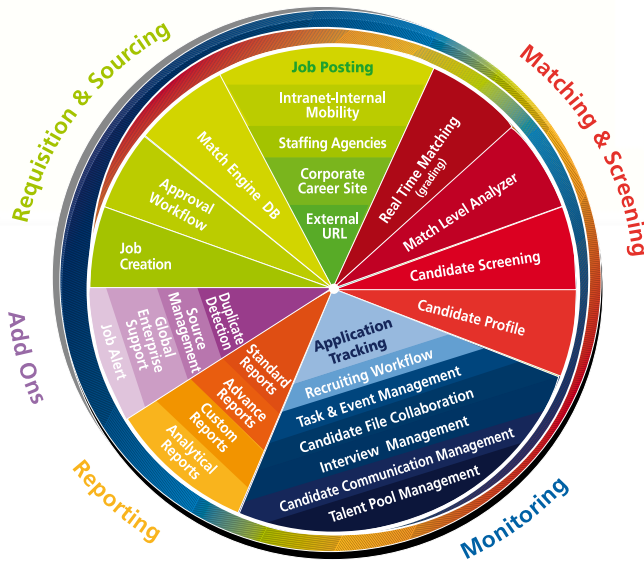 Requisition & Sourcing
Matching & Screening
Job Posting
Intranet-Internal
Mobility
Staffing Agencies
Corporate
Career Site
External
URL
Match Engine DB
Approval
Workflow
Job
Creation
Real Time Matching
(grading)
Match Level Analyzer
Candidate Screening
Candidate Profile
Add Ons
Job Alert
Global
Enterprise
Support
Source
Management
Duplicate
Detection
Standard
Reports
Advance
Reports
Custom
Reports
Analytical
Reports
Reporting
Application
Tracking
Recruiting Workflow
Task & Event Management
Candidate File Collaboration
Interview Management
Candidate Communication Management
Talent Pool Management
Monitoring